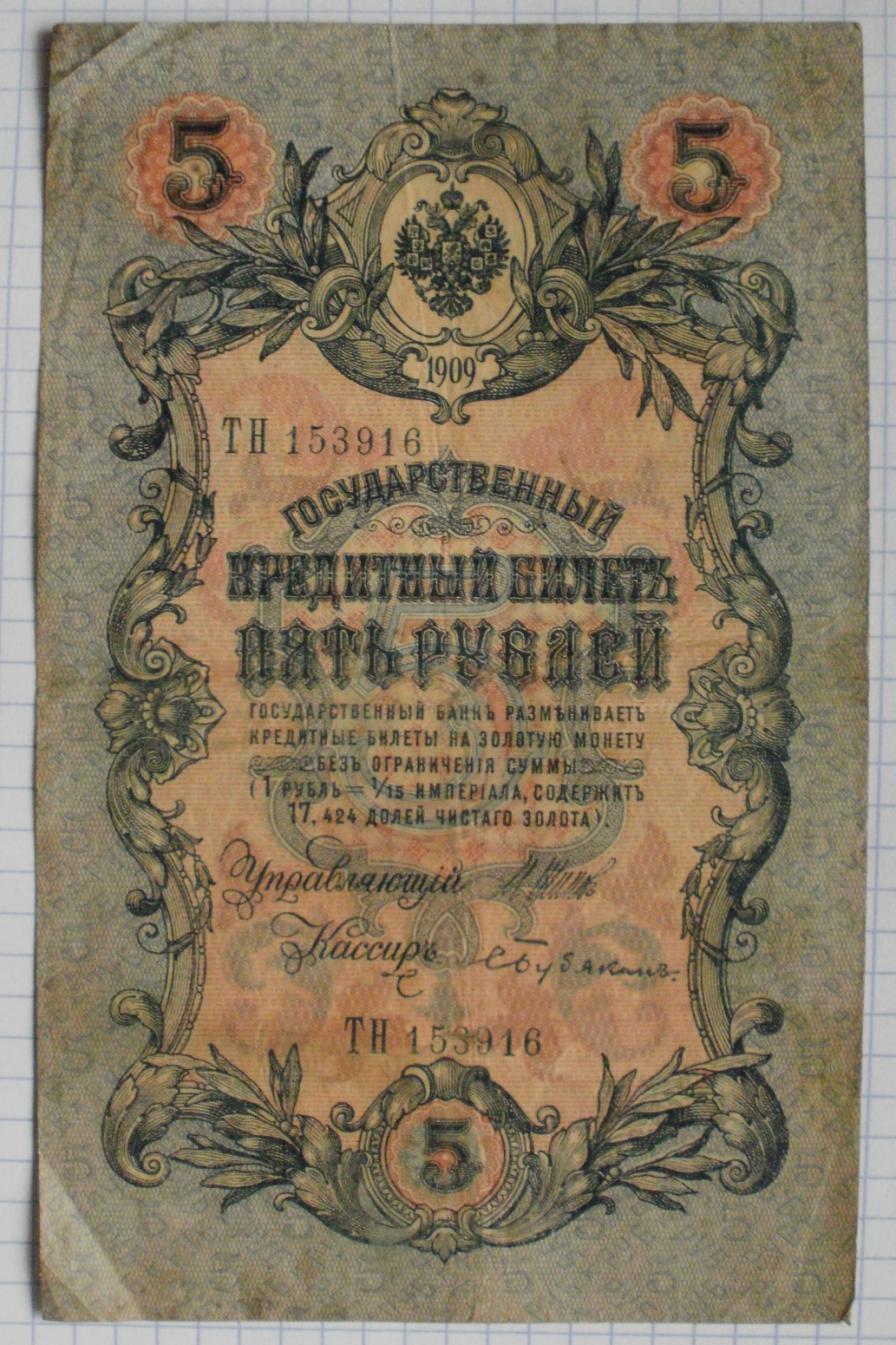 5 5
1909
ТН 153916
ГОСУДАРСТВЕННЫЙ
КРЕДИТНЫЙ БИЛЕТЪ
ПЯТЬ РУБЛЕЙ
ГОСУДАРСТВЕННЫЙ БАНКЪ РАЗМѢНИВАЕТЪ
КРЕДИТНЫЕ БИЛЕТЫ НА ЗОЛОТУЮ МОНЕТУ
БЕЗЪ ОГРАНИЧЕНІЯ СУММЫ
(1 РУБЛЬ = 1/15 ИМПЕРІАЛА, СОДЕРЖИТЪ
17,424 ДОЛЕЙ ЧИСТАГО ЗОЛОТА).
Управляющій
Кассиръ
ТН 153916
5